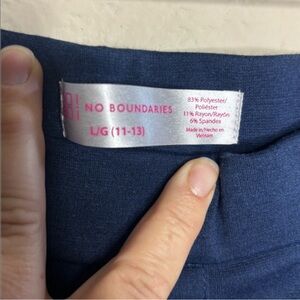 NO BOUNDARIES
L/G (11-13)
83% Polyester/
Poliéster
11% Rayon/Rayón
6% Spandex
Made in/Hecho en
Vietnam